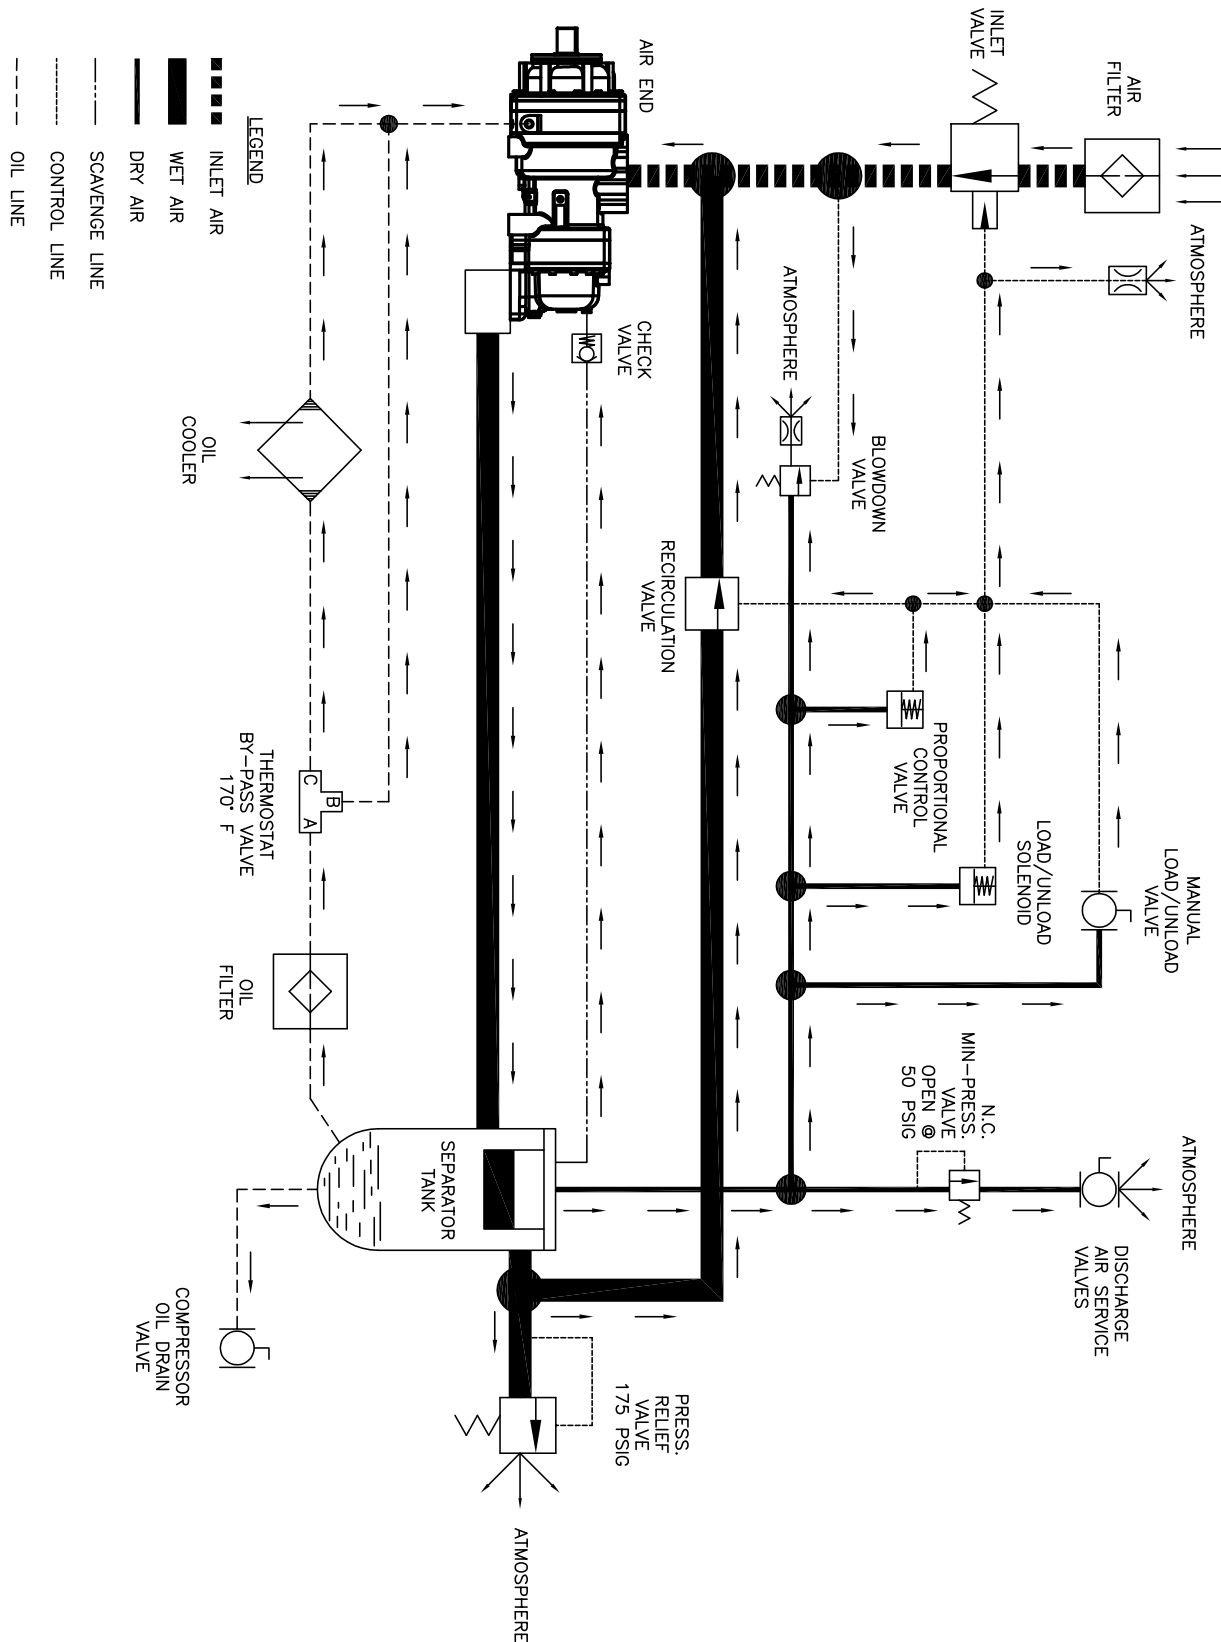 AIR
FILTER
INLET
VALVE
AIR END
ATMOSPHERE
CHECK
VALVE
ATMOSPHERE
BLOWDOWN
VALVE
RECIRCULATION
VALVE
PROPORTIONAL
CONTROL
VALVE
LOAD/UNLOAD
SOLENOID
MANUAL
LOAD/UNLOAD
VALVE
N.C.
MIN-PRESS.
VALVE
OPEN @
50 PSIG
ATMOSPHERE
DISCHARGE
AIR SERVICE
VALVES
SEPARATOR
TANK
PRESS.
RELIEF
VALVE
175 PSIG
ATMOSPHERE
OIL
COOLER
C
B
A
THERMOSTAT
BY-PASS VALVE
170° F
OIL
FILTER
COMPRESSOR
OIL DRAIN
VALVE
LEGEND
INLET AIR
WET AIR
DRY AIR
SCAVENGE LINE
CONTROL LINE
OIL LINE